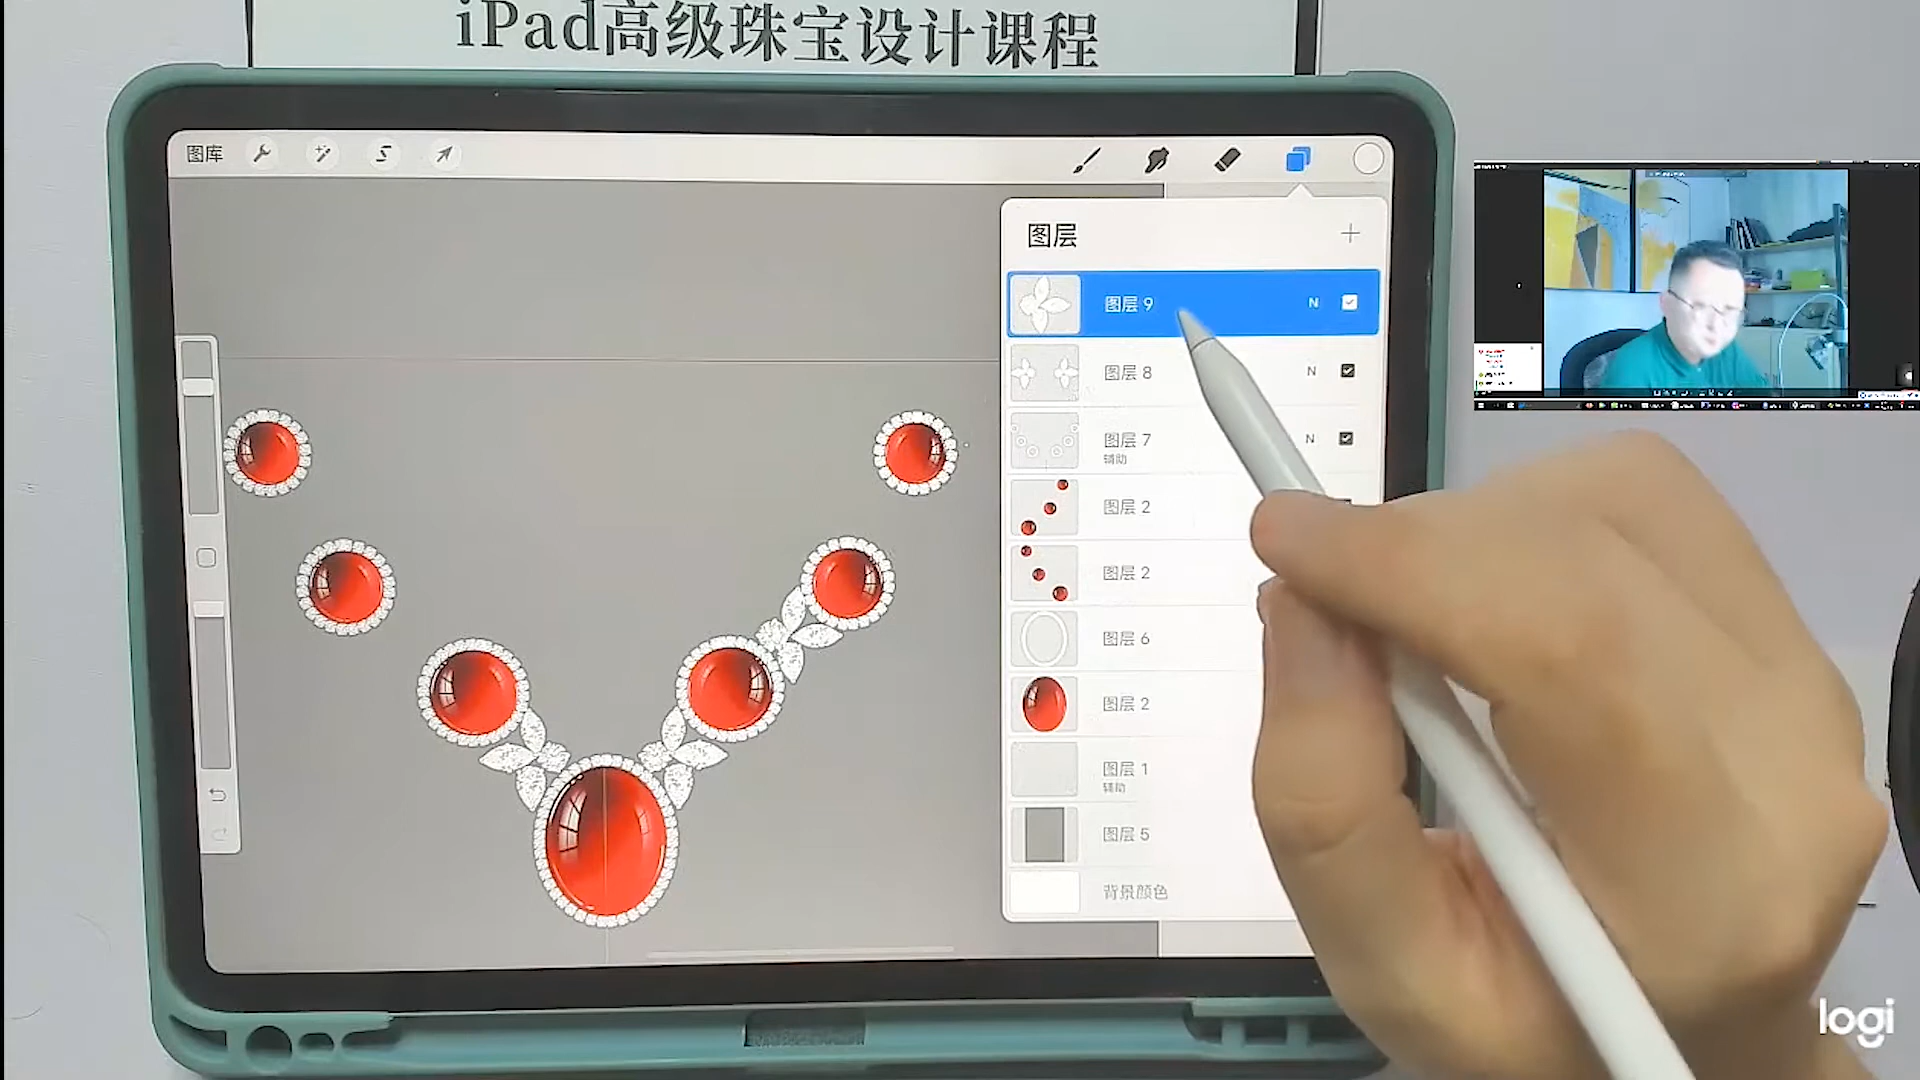 iPad高级珠宝设计课程
图库
图层
图层 9
N
图层 8
N
图层 7
N
辅助
图层 2
图层 2
图层 6
图层 2
图层 1
辅助
图层 5
背景颜色
logi